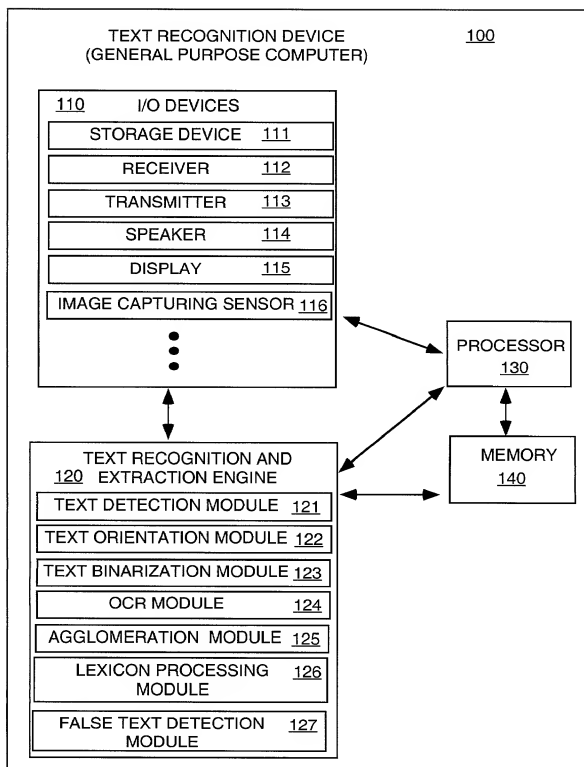 TEXT RECOGNITION DEVICE 100
(GENERAL PURPOSE COMPUTER)
110 I/O DEVICES
STORAGE DEVICE 111
RECEIVER 112
TRANSMITTER 113
SPEAKER 114
DISPLAY 115
IMAGE CAPTURING SENSOR 116
PROCESSOR
130
MEMORY
140
TEXT RECOGNITION AND
120 EXTRACTION ENGINE
TEXT DETECTION MODULE 121
TEXT ORIENTATION MODULE 122
TEXT BINARIZATION MODULE 123
OCR MODULE 124
AGGLOMERATION MODULE 125
LEXICON PROCESSING 126
MODULE
FALSE TEXT DETECTION 127
MODULE